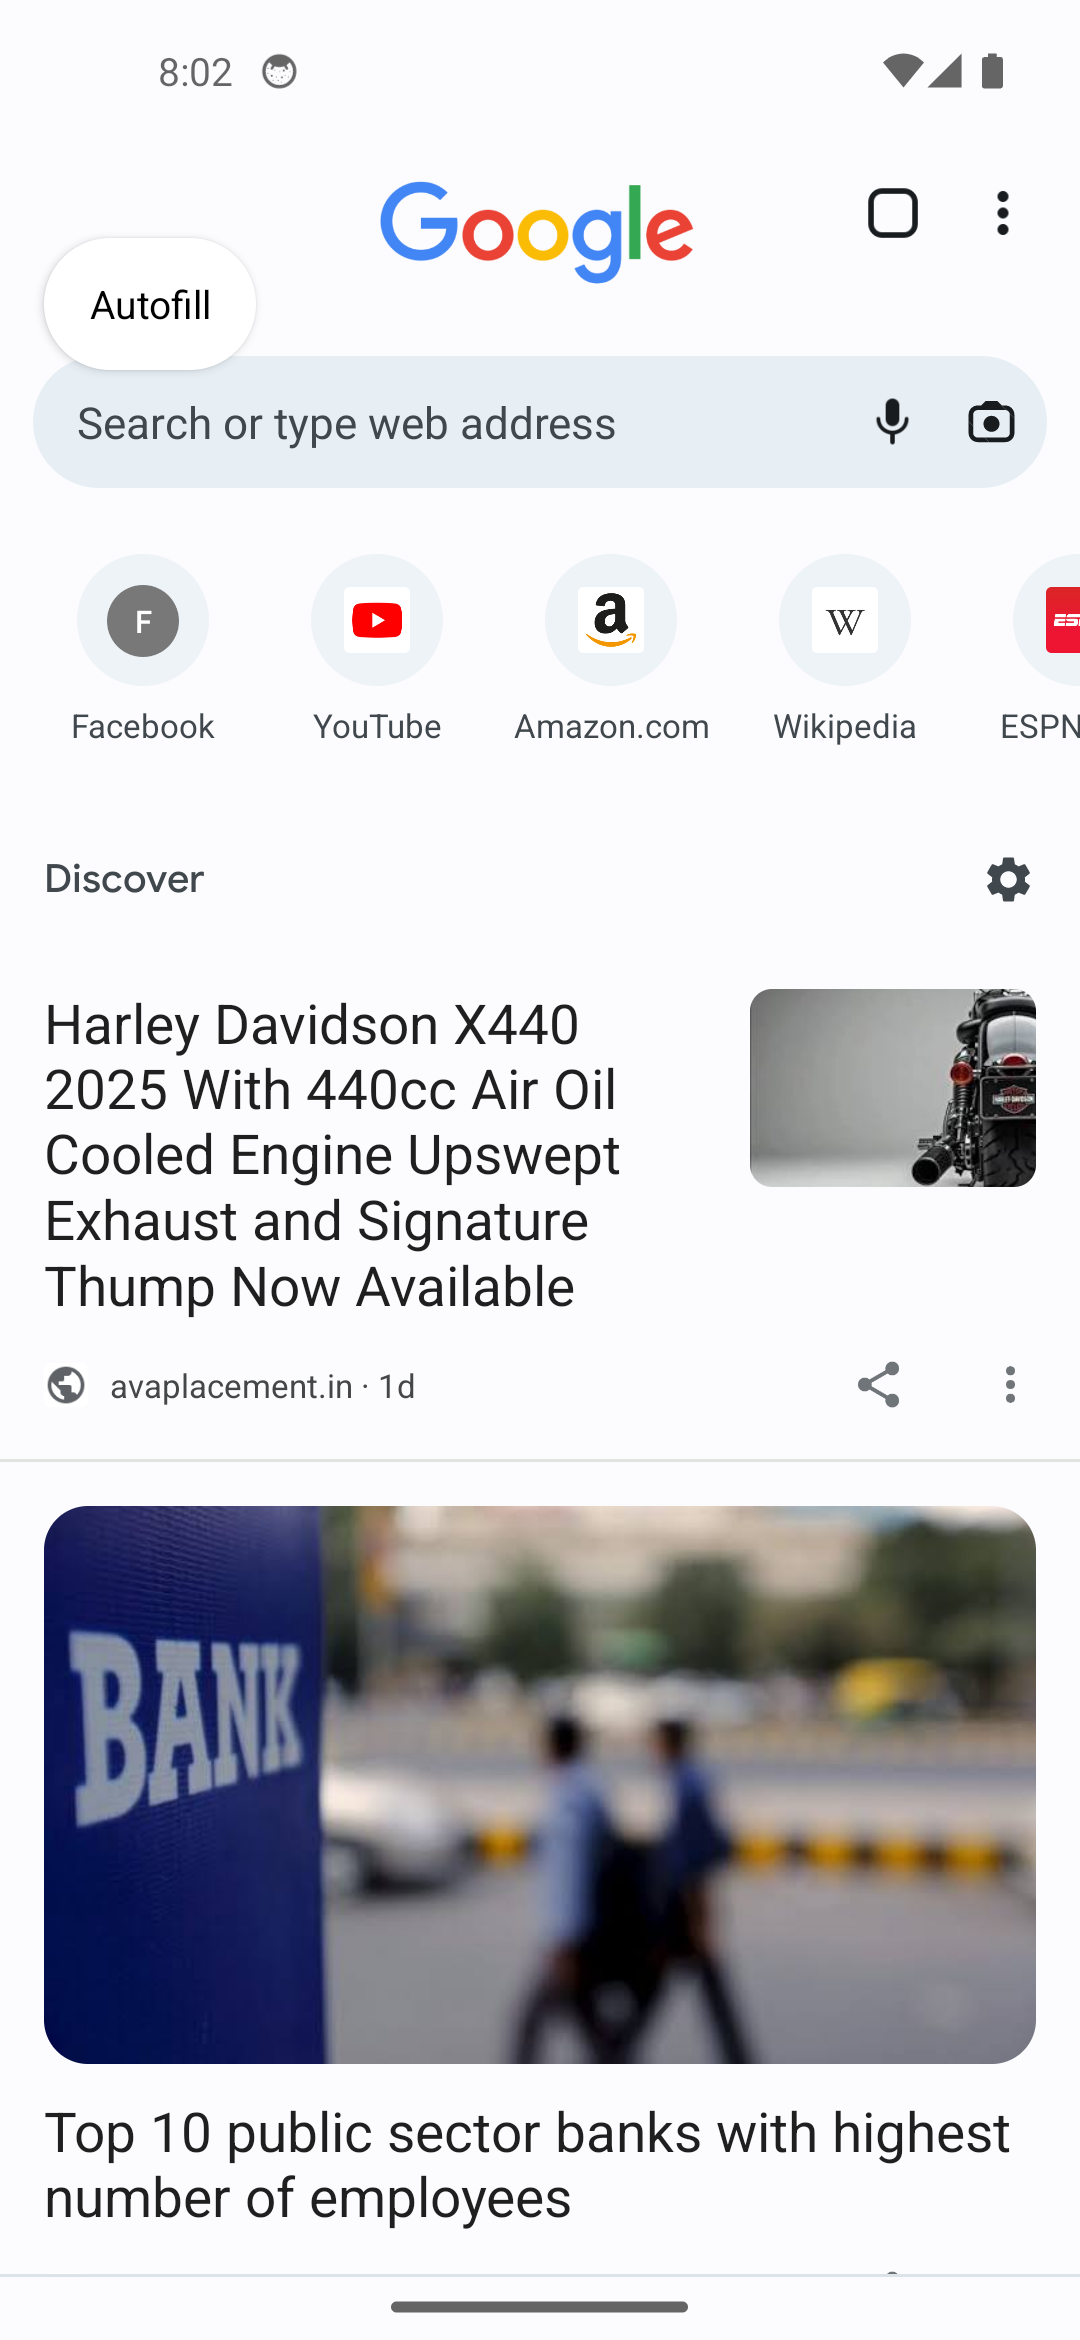 8:02
Google
Autofill
Search or type web address
F
W
ESP
Facebook
YouTube
Amazon.com
Wikipedia
ESPN
Discover
Harley Davidson X440
2025 With 440cc Air Oil
Cooled Engine Upswept
Exhaust and Signature
Thump Now Available
avaplacement.in · 1d
BANK
Top 10 public sector banks with highest
number of employees